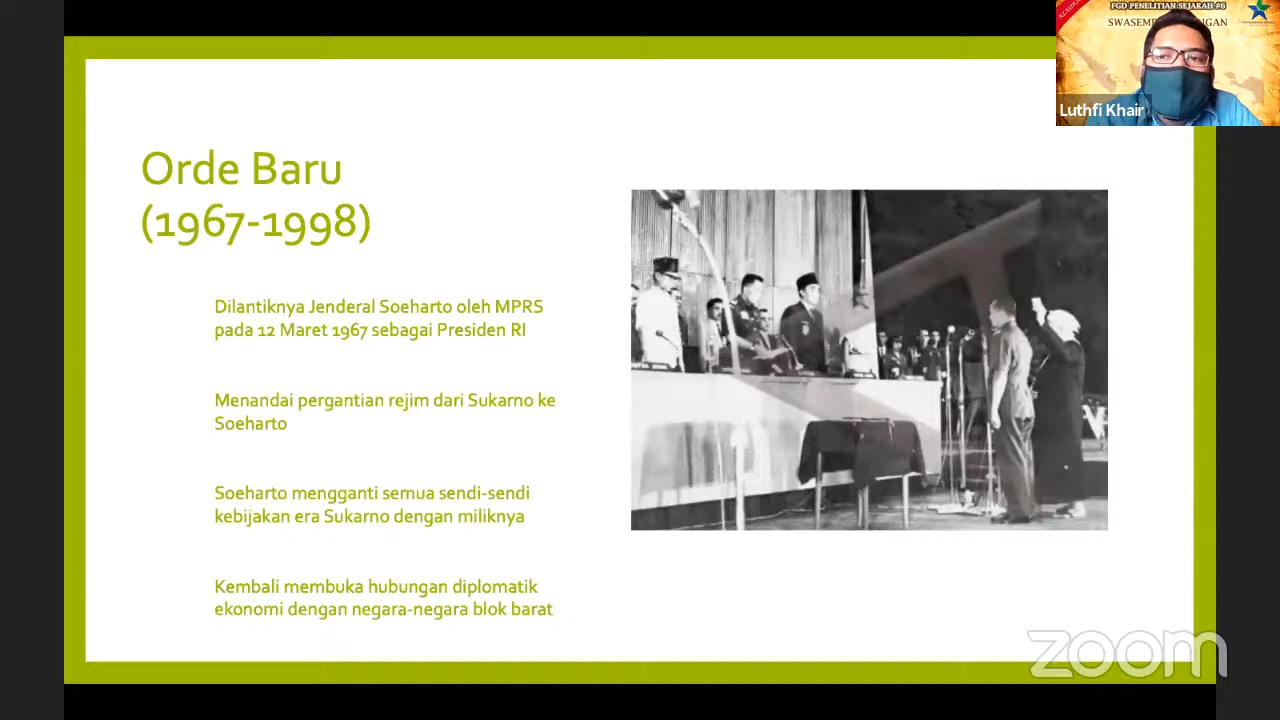 FGD PENELITIAN SEJARAH #6
Luthfi Khair
Orde Baru
(1967-1998)
Dilantiknya Jenderal Soeharto oleh MPRS
pada 12 Maret 1967 sebagai Presiden RI
Menandai pergantian rejim dari Sukarno ke
Soeharto
Soeharto mengganti semua sendi-sendi
kebijakan era Sukarno dengan miliknya
Kembali membuka hubungan diplomatik
ekonomi dengan negara-negara blok barat
zoom